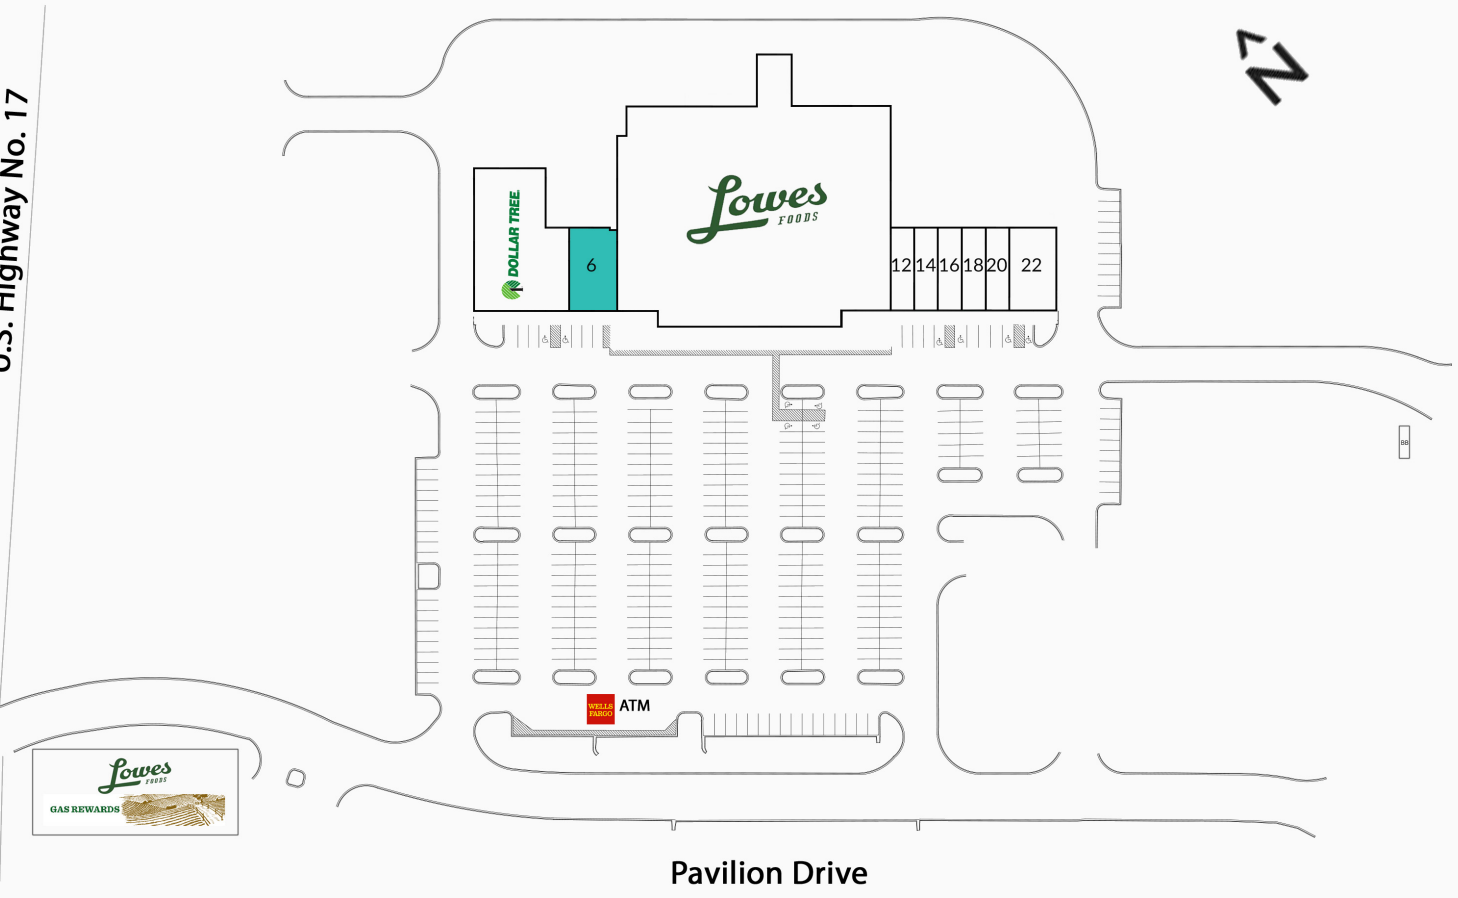 N
U.S. Highway No. 17
DOLLAR TREE
6
Lowes
FOODS
12
14
16
18
20
22
BB
WELLS
FARGO
ATM
Lowes
FOODS
GAS REWARDS
Pavilion Drive